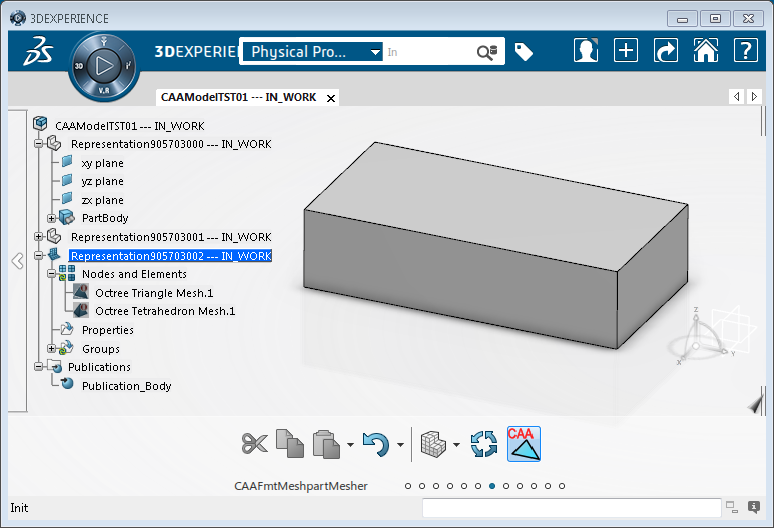 3DEXPERIENCE
3DEXPERIEN
Physical Pro...
In
3D
V.R
CAAModelTST01 --- IN_WORK
CAAModelTST01 --- IN_WORK
Representation905703000 --- IN_WORK
xy plane
yz plane
zx plane
PartBody
Representation905703001 --- IN_WORK
Representation905703002 --- IN_WORK
Nodes and Elements
Octree Triangle Mesh.1
Octree Tetrahedron Mesh.1
Properties
Groups
Publications
Publication_Body
Z
X
Y
CAA
CAAFmtMeshpartMesher
Init